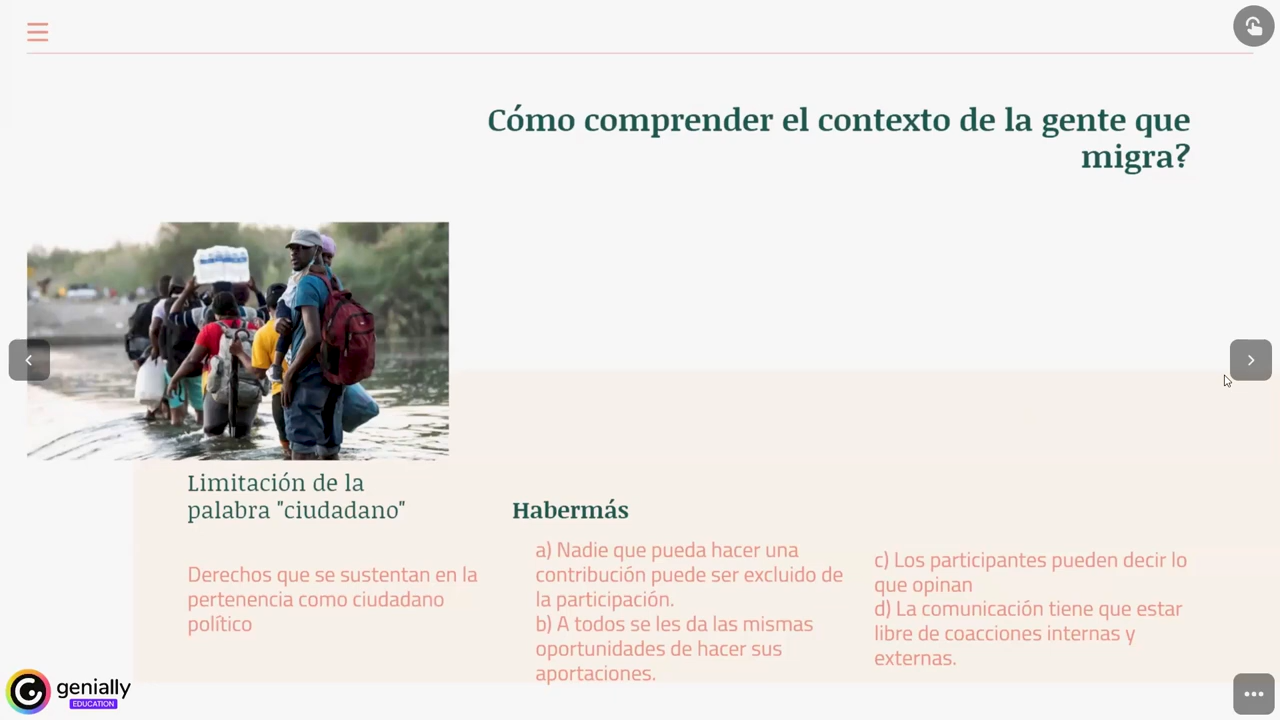 Cómo comprender el contexto de la gente que
migra?
Limitación de la
palabra "ciudadano"
Derechos que se sustentan en la
pertenencia como ciudadano
político
Habermás
a) Nadie que pueda hacer una
contribución puede ser excluido de
la participación.
b) A todos se les da las mismas
oportunidades de hacer sus
aportaciones.
c) Los participantes pueden decir lo
que opinan
d) La comunicación tiene que estar
libre de coacciones internas y
externas.
genially
EDUCATION